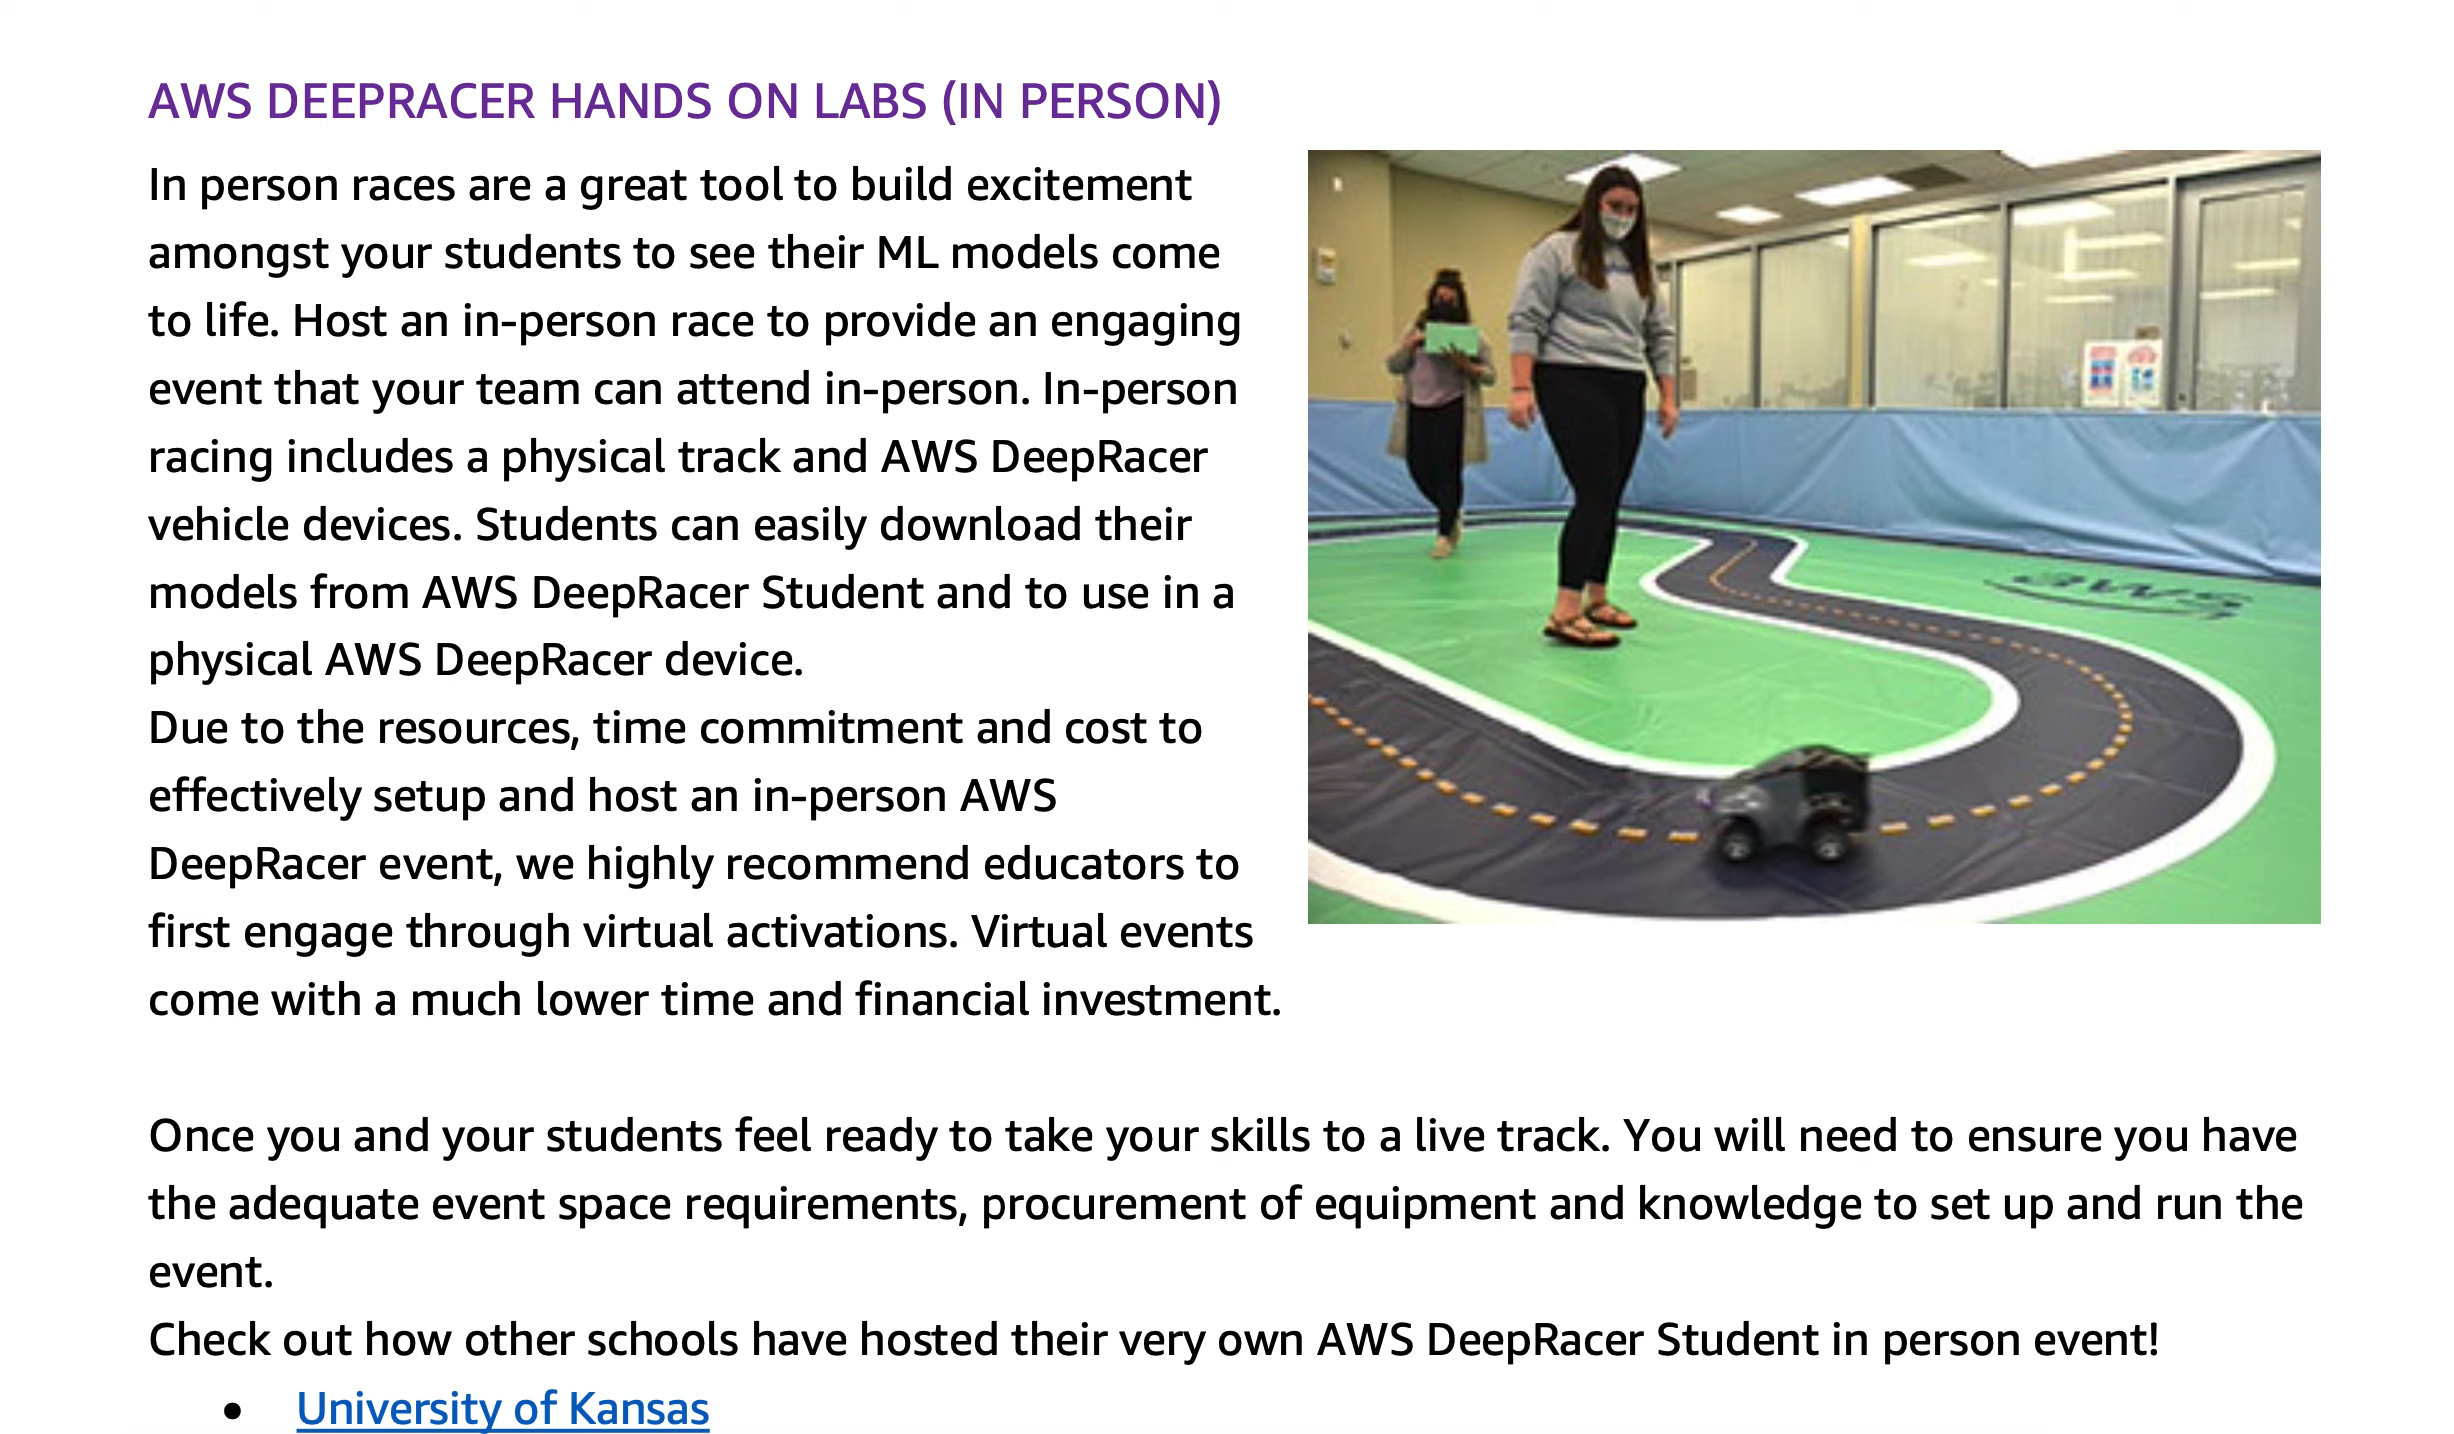 AWS DEEPRACER HANDS ON LABS (IN PERSON)
In person races are a great tool to build excitement
amongst your students to see their ML models come
to life. Host an in-person race to provide an engaging
event that your team can attend in-person. In-person
racing includes a physical track and AWS DeepRacer
vehicle devices. Students can easily download their
models from AWS DeepRacer Student and to use in a
physical AWS DeepRacer device.
Due to the resources, time commitment and cost to
effectively setup and host an in-person AWS
DeepRacer event, we highly recommend educators to
first engage through virtual activations. Virtual events
come with a much lower time and financial investment.
aws
Once you and your students feel ready to take your skills to a live track. You will need to ensure you have
the adequate event space requirements, procurement of equipment and knowledge to set up and run the
event.
Check out how other schools have hosted their very own AWS DeepRacer Student in person event!
• University of Kansas